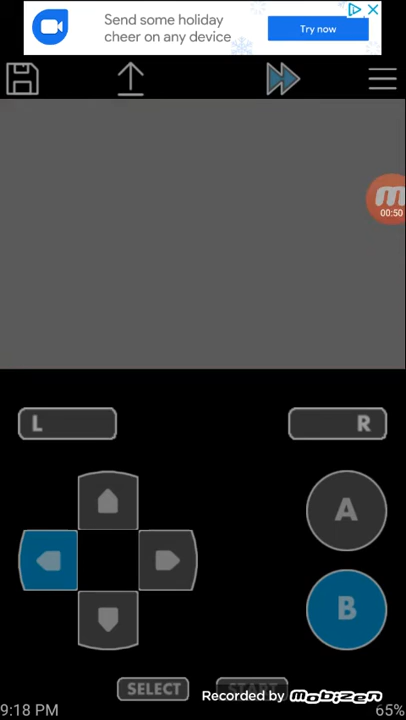 Send some holiday
cheer on any device
Try now
00:50
L
R
A
B
SELECT
START
Recorded by MOBIZEN
9:18 PM
65%